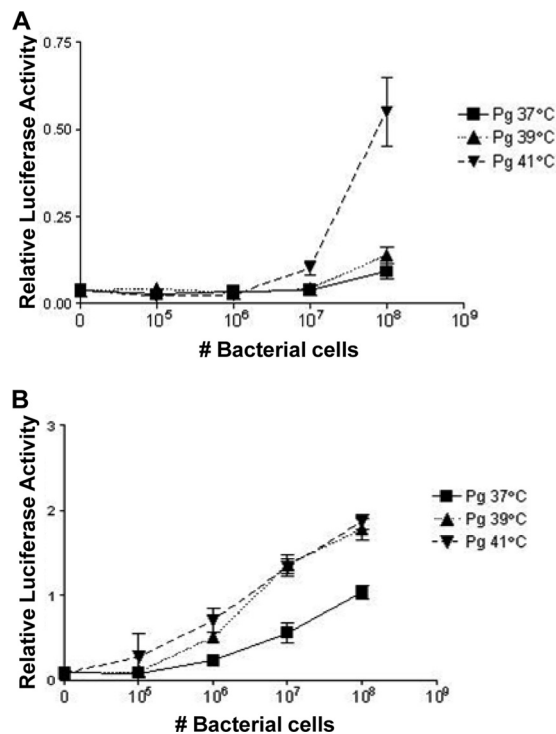 A
Relative Luciferase Activity
0.75
0.50
0.25
0.00
0 10⁵ 10⁶ 10⁷ 10⁸ 10⁹
# Bacterial cells
Pg 37°C
Pg 39°C
Pg 41°C
B
Relative Luciferase Activity
3
2
1
0
0 10⁵ 10⁶ 10⁷ 10⁸ 10⁹
# Bacterial cells
Pg 37°C
Pg 39°C
Pg 41°C